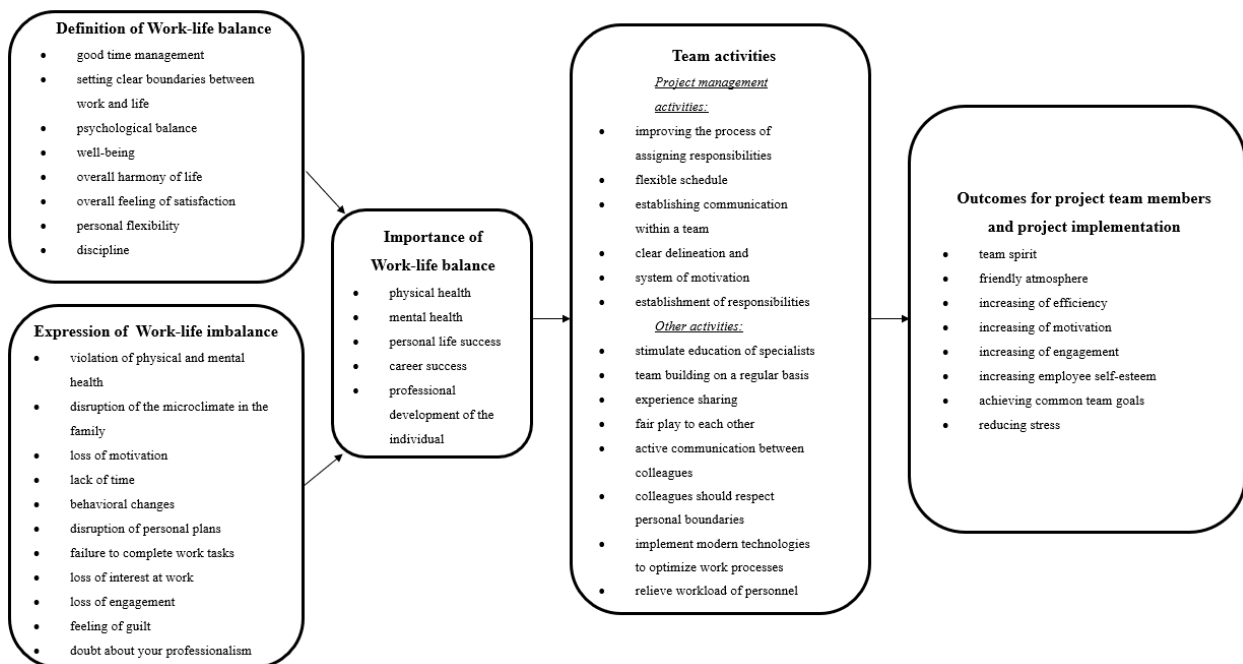 Definition of Work-life balance
• good time management
• setting clear boundaries between
work and life
• psychological balance
• well-being
• overall harmony of life
• overall feeling of satisfaction
• personal flexibility
• discipline
Expression of Work-life imbalance
• violation of physical and mental
health
• disruption of the microclimate in the
family
• loss of motivation
• lack of time
• behavioral changes
• disruption of personal plans
• failure to complete work tasks
• loss of interest at work
• loss of engagement
• feeling of guilt
• doubt about your professionalism
Importance of
Work-life balance
• physical health
• mental health
• personal life success
• career success
• professional
development of the
individual
Team activities
Project management
activities:
• improving the process of
assigning responsibilities
• flexible schedule
• establishing communication
within a team
• clear delineation and
• system of motivation
• establishment of responsibilities
Other activities:
• stimulate education of specialists
• team building on a regular basis
• experience sharing
• fair play to each other
• active communication between
colleagues
• colleagues should respect
personal boundaries
• implement modern technologies
to optimize work processes
• relieve workload of personnel
Outcomes for project team members
and project implementation
• team spirit
• friendly atmosphere
• increasing of efficiency
• increasing of motivation
• increasing of engagement
• increasing employee self-esteem
• achieving common team goals
• reducing stress